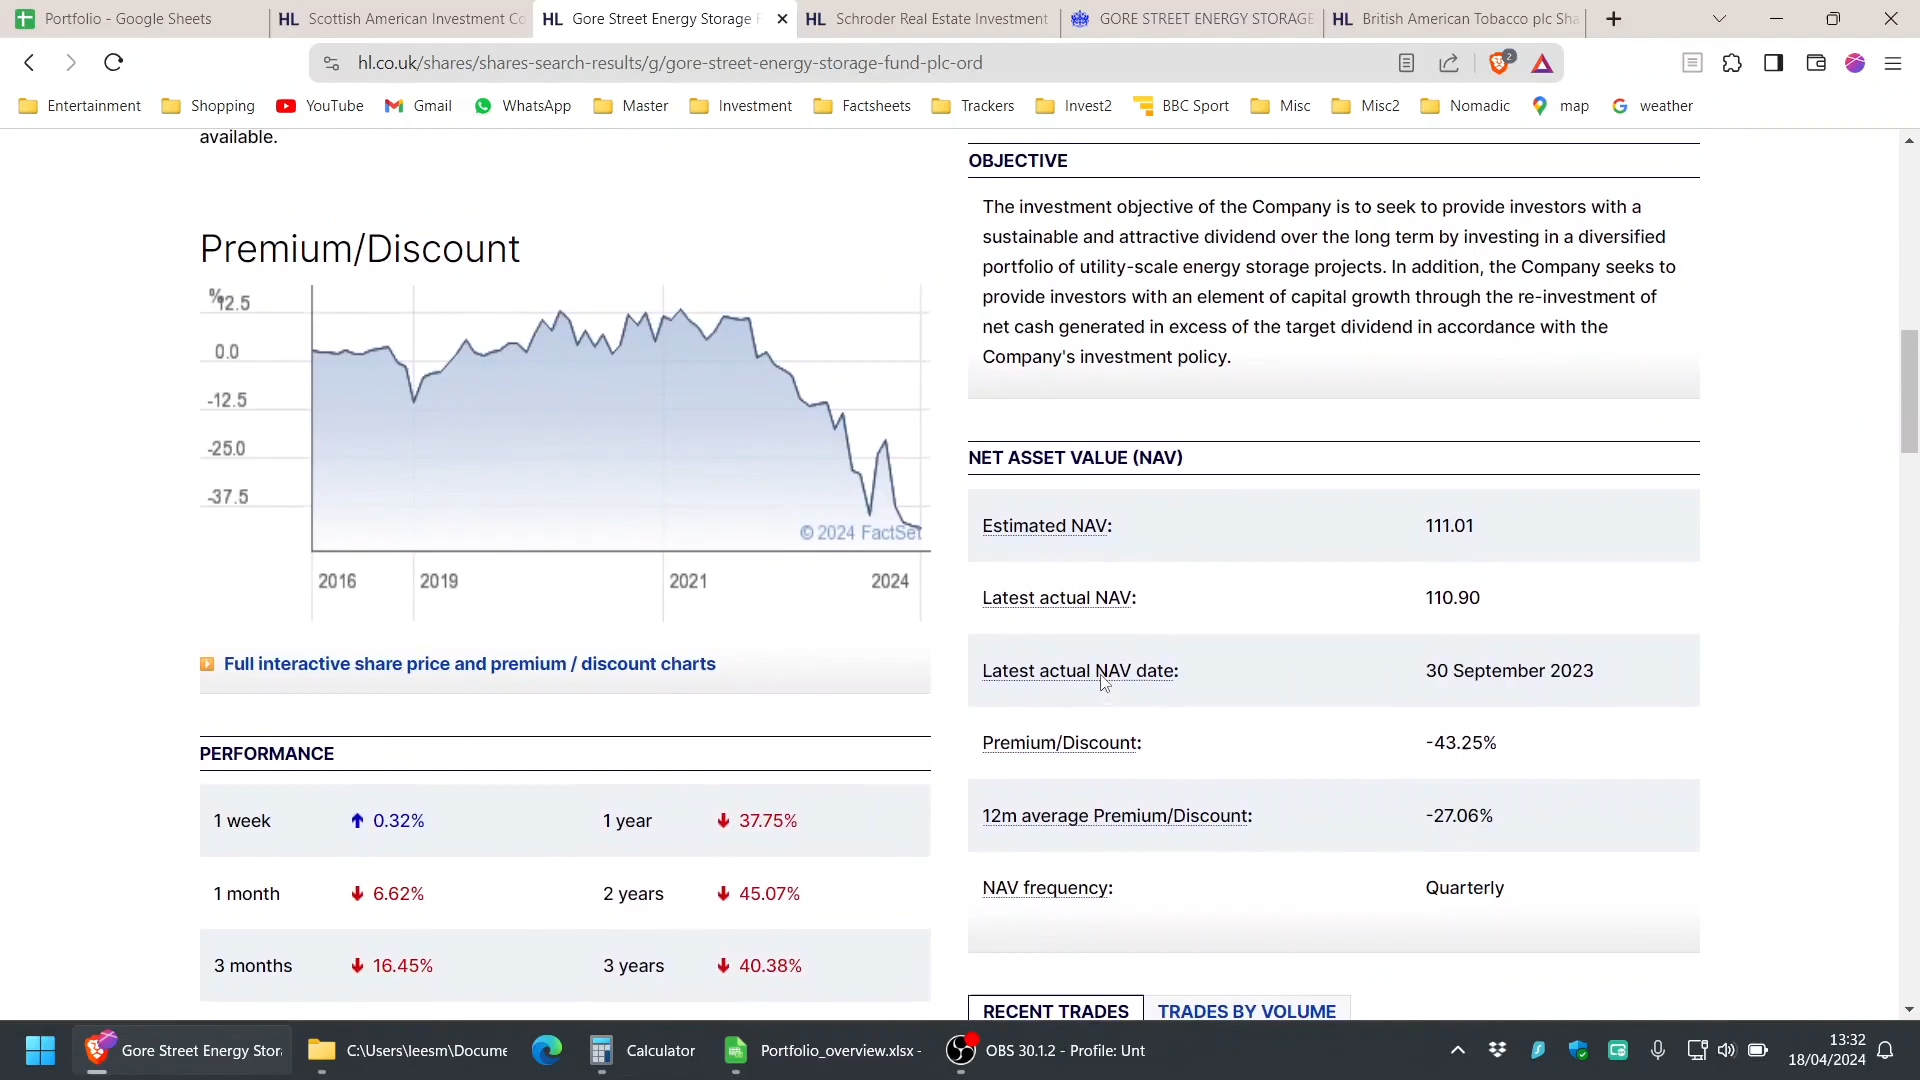 Portfolio - Google Sheets
HL Scottish American Investment Co
HL Gore Street Energy Storage F
HL Schroder Real Estate Investment
GORE STREET ENERGY STORAGE
HL British American Tobacco plc Sha
hl.co.uk/shares/shares-search-results/g/gore-street-energy-storage-fund-plc-ord
2
Entertainment Shopping YouTube Gmail WhatsApp Master Investment Factsheets Trackers Invest2 BBC Sport Misc Misc2 Nomadic map weather
available.
Premium/Discount
%
12.5
0.0
-12.5
-25.0
-37.5
© 2024 FactSet
2016 2019 2021 2024
Full interactive share price and premium / discount charts
PERFORMANCE
1 week 0.32% 1 year 37.75%
1 month 6.62% 2 years 45.07%
3 months 16.45% 3 years 40.38%
OBJECTIVE
The investment objective of the Company is to seek to provide investors with a
sustainable and attractive dividend over the long term by investing in a diversified
portfolio of utility-scale energy storage projects. In addition, the Company seeks to
provide investors with an element of capital growth through the re-investment of
net cash generated in excess of the target dividend in accordance with the
Company's investment policy.
NET ASSET VALUE (NAV)
Estimated NAV: 111.01
Latest actual NAV: 110.90
Latest actual NAV date: 30 September 2023
Premium/Discount: -43.25%
12m average Premium/Discount: -27.06%
NAV frequency: Quarterly
RECENT TRADES TRADES BY VOLUME
Gore Street Energy Stora
C:\Users\leesm\Docume
Calculator
Portfolio_overview.xlsx -
OBS 30.1.2 - Profile: Unt
13:32
18/04/2024